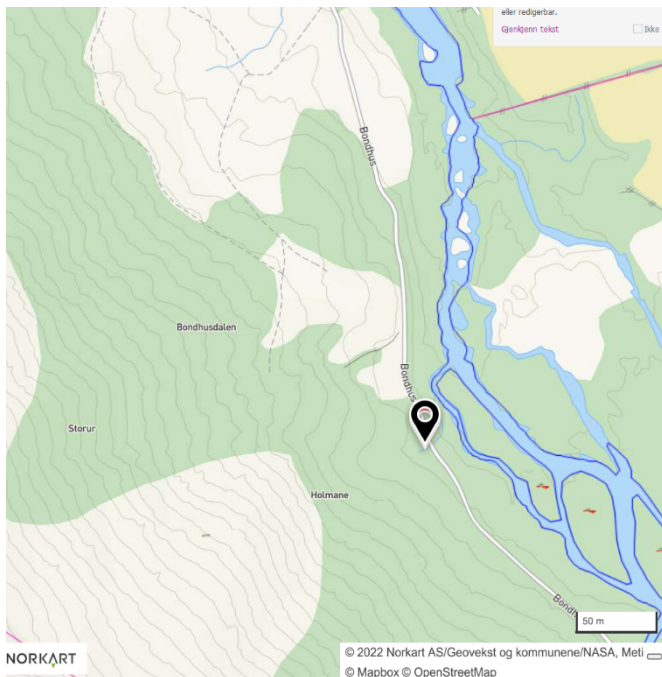 eller redigerbar.
Gjenkjenn tekst
Ikke
Bondhus
Bondhusdalen
Bondhus
Storur
Holmane
Bondh
50 m
NORKART
© 2022 Norkart AS/Geovekst og kommunene/NASA, Meti
© Mapbox © OpenStreetMap